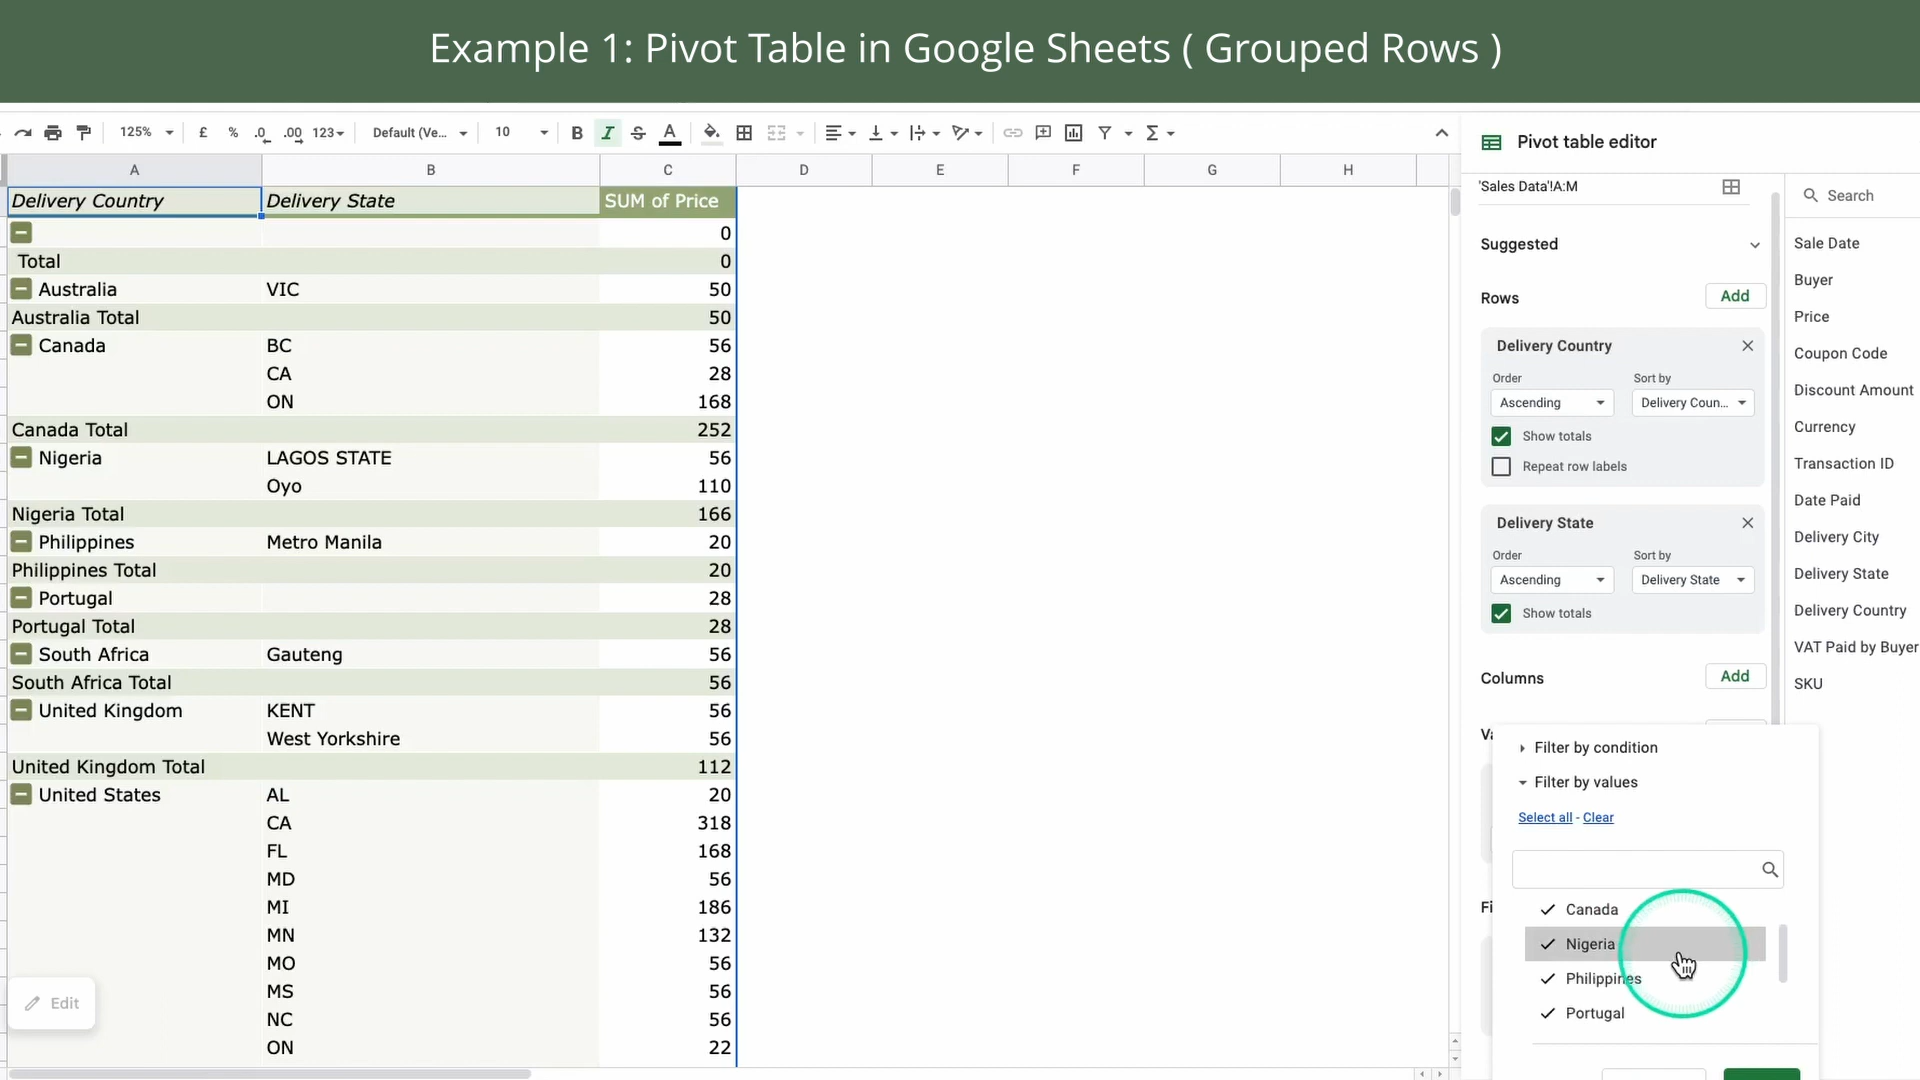 Example 1: Pivot Table in Google Sheets ( Grouped Rows )
125% £ % .0 .00 123 Default (Ve... 10 B I S A Σ
Pivot table editor
A B C D E F G H
'Sales Data'!A:M
Search
Delivery Country Delivery State SUM of Price
0
Total 0
Australia VIC 50
Australia Total 50
Canada BC 56
CA 28
ON 168
Canada Total 252
Nigeria LAGOS STATE 56
Oyo 110
Nigeria Total 166
Philippines Metro Manila 20
Philippines Total 20
Portugal 28
Portugal Total 28
South Africa Gauteng 56
South Africa Total 56
United Kingdom KENT 56
West Yorkshire 56
United Kingdom Total 112
United States AL 20
CA 318
FL 168
MD 56
MI 186
MN 132
MO 56
MS 56
NC 56
ON 22
Edit
Suggested
Rows Add
Delivery Country
Order Sort by
Ascending Delivery Coun...
Show totals
Repeat row labels
Delivery State
Order Sort by
Ascending Delivery State
Show totals
Columns Add
Va
Fi
Filter by condition
Filter by values
Select all - Clear
Canada
Nigeria
Philippines
Portugal
Sale Date
Buyer
Price
Coupon Code
Discount Amount
Currency
Transaction ID
Date Paid
Delivery City
Delivery State
Delivery Country
VAT Paid by Buyer
SKU